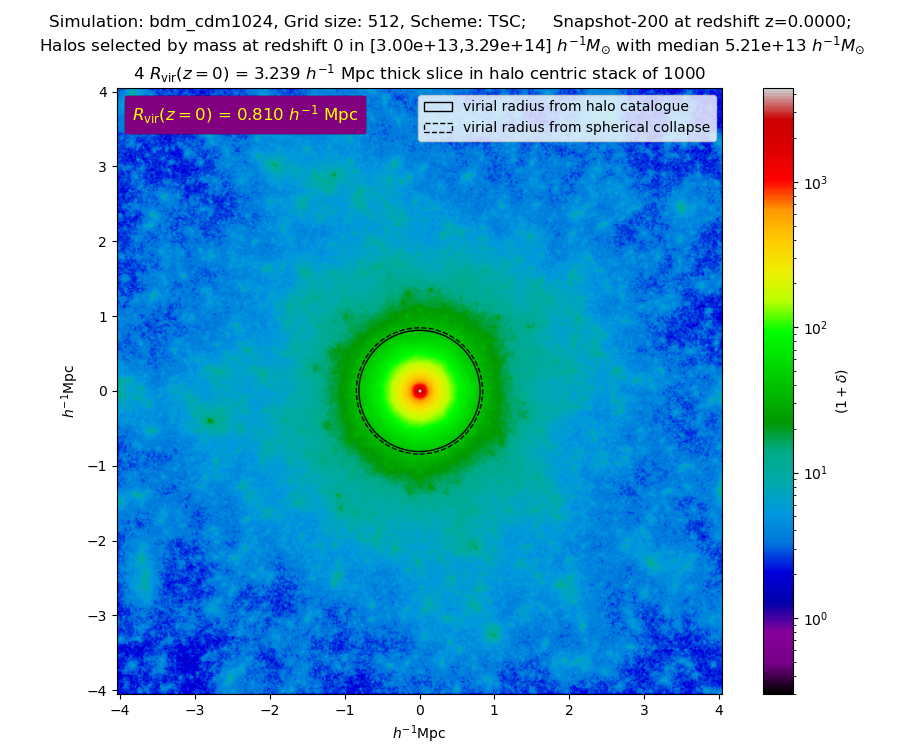 Simulation: bdm_cdm1024, Grid size: 512, Scheme: TSC; Snapshot-200 at redshift z=0.0000;
Halos selected by mass at redshift 0 in [3.00e+13,3.29e+14] h⁻¹M⊙ with median 5.21e+13 h⁻¹M⊙
4 Rvir(z = 0) = 3.239 h⁻¹ Mpc thick slice in halo centric stack of 1000
Rvir(z = 0) = 0.810 h⁻¹ Mpc
virial radius from halo catalogue
virial radius from spherical collapse
4
3
2
1
0
−1
−2
−3
−4
h⁻¹Mpc
−4 −3 −2 −1 0 1 2 3 4
h⁻¹Mpc
10³
10²
10¹
10⁰
(1 + δ)